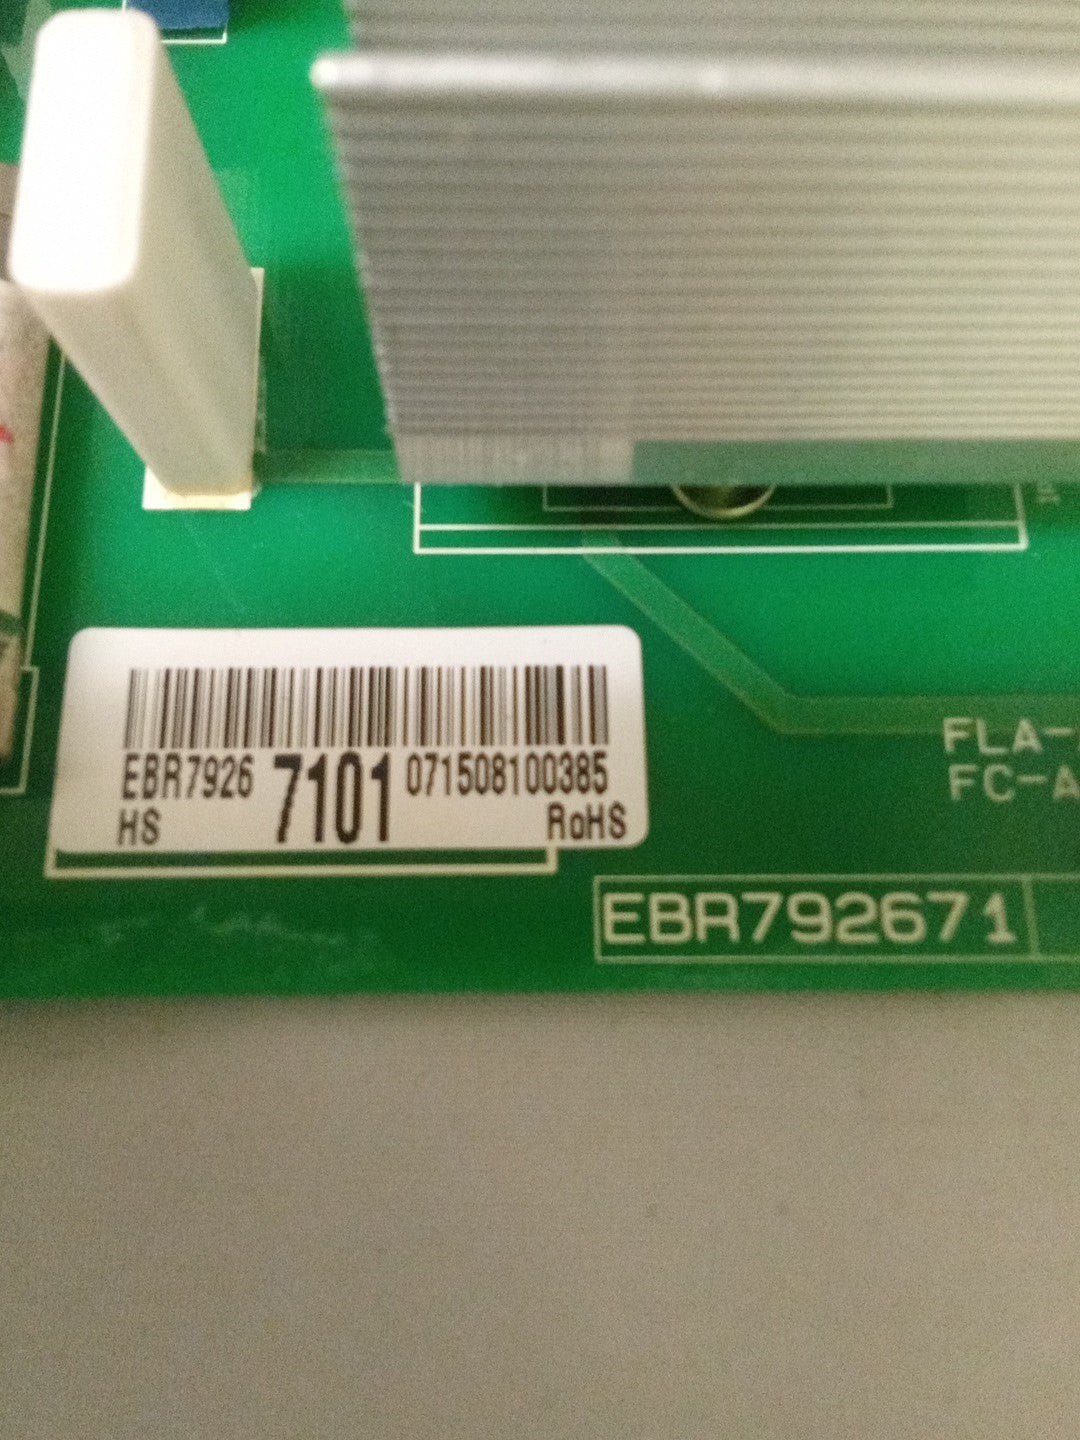 EBR7926 7101 071508100385
HS RoHS
FLA-
FC-A
EBR792671